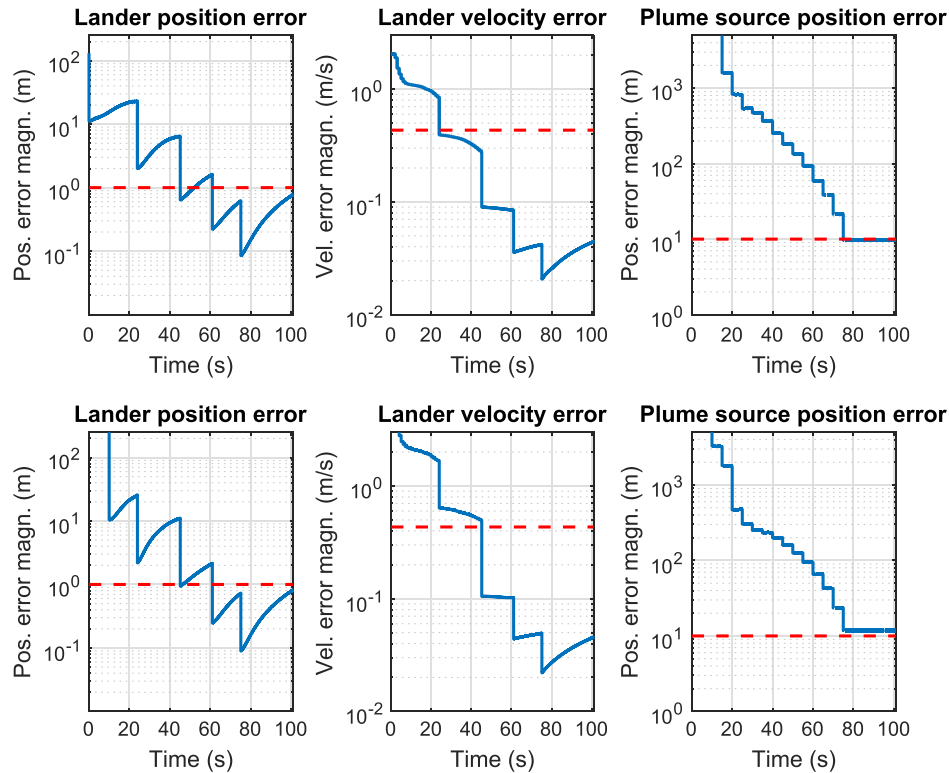 Lander position error
Lander velocity error
Plume source position error
Pos. error magn. (m)
10^2
10^1
10^0
10^-1
0 20 40 60 80 100
Time (s)
Vel. error magn. (m/s)
10^0
10^-1
10^-2
0 20 40 60 80 100
Time (s)
Pos. error magn. (m)
10^3
10^2
10^1
10^0
0 20 40 60 80 100
Time (s)
Lander position error
Lander velocity error
Plume source position error
Pos. error magn. (m)
10^2
10^1
10^0
10^-1
0 20 40 60 80 100
Time (s)
Vel. error magn. (m/s)
10^0
10^-1
10^-2
0 20 40 60 80 100
Time (s)
Pos. error magn. (m)
10^3
10^2
10^1
10^0
0 20 40 60 80 100
Time (s)